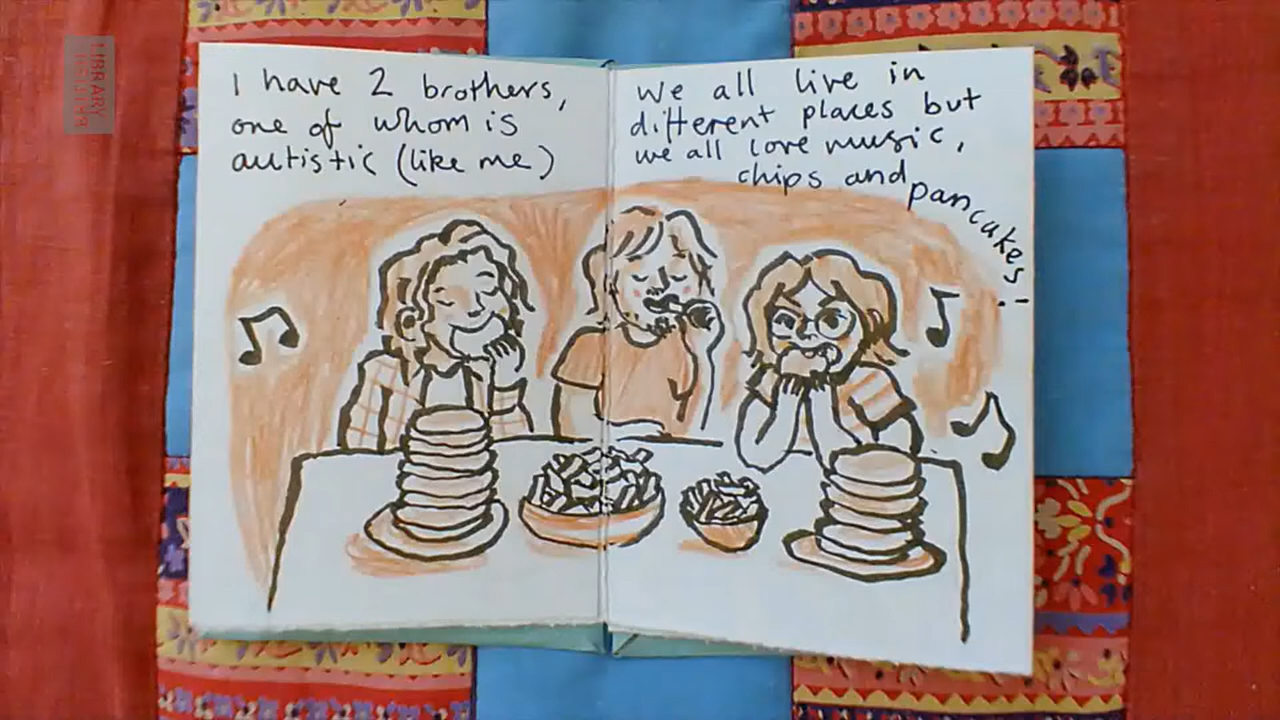 I have 2 brothers,
one of whom is
autistic (like me)
We all live in
different places but
we all love music,
chips and pancakes!
LIBRARY